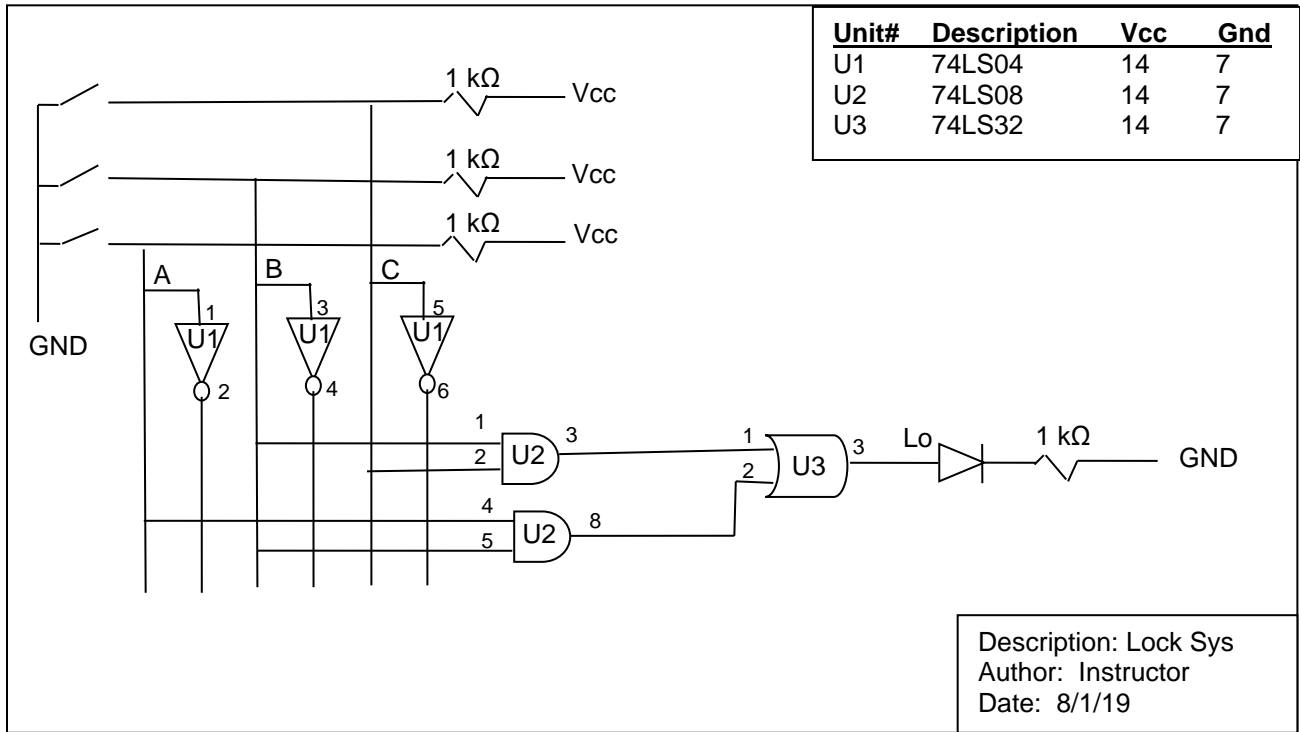 Unit# Description Vcc Gnd
U1 74LS04 14 7
U2 74LS08 14 7
U3 74LS32 14 7
1 kΩ
Vcc
1 kΩ
Vcc
1 kΩ
Vcc
A B C
1 3 5
U1 U1 U1
GND
2 4 6
1 3
2 U2
4 8
5 U2
1 3
2 U3
Lo 1 kΩ
GND
Description: Lock Sys
Author: Instructor
Date: 8/1/19